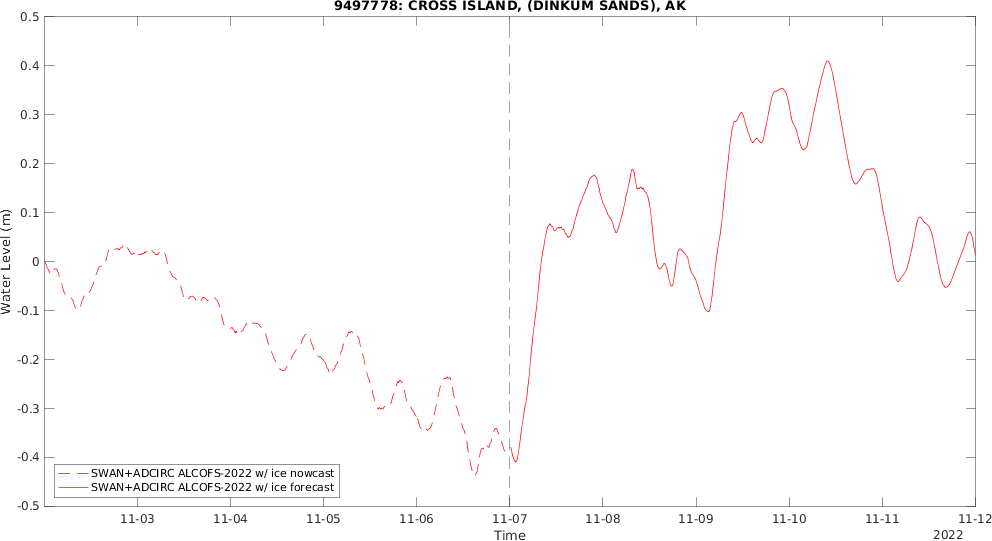 9497778: CROSS ISLAND, (DINKUM SANDS), AK
0.5
0.4
0.3
0.2
0.1
0
-0.1
-0.2
-0.3
-0.4
-0.5
Water Level (m)
SWAN+ADCIRC ALCOFS-2022 w/ ice nowcast
SWAN+ADCIRC ALCOFS-2022 w/ ice forecast
11-03 11-04 11-05 11-06 11-07 11-08 11-09 11-10 11-11 11-12
Time
2022